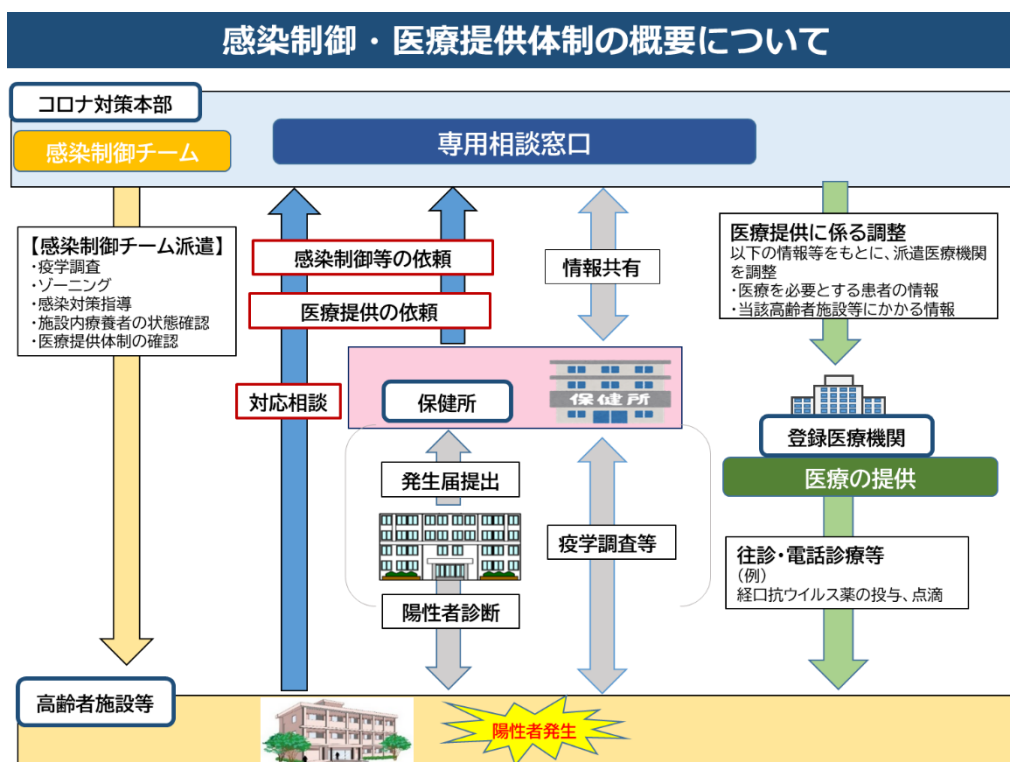 感染制御・医療提供体制の概要について
コロナ対策本部
感染制御チーム
専用相談窓口
【感染制御チーム派遣】
・疫学調査
・ゾーニング
・感染対策指導
・施設内療養者の状態確認
・医療提供体制の確認
感染制御等の依頼
医療提供の依頼
対応相談
情報共有
医療提供に係る調整
以下の情報等をもとに、派遣医療機関
を調整
・医療を必要とする患者の情報
・当該高齢者施設等にかかる情報
保健所
保健所
発生届提出
陽性者診断
疫学調査等
登録医療機関
医療の提供
往診・電話診療等
（例）
経口抗ウイルス薬の投与、点滴
高齢者施設等
陽性者発生